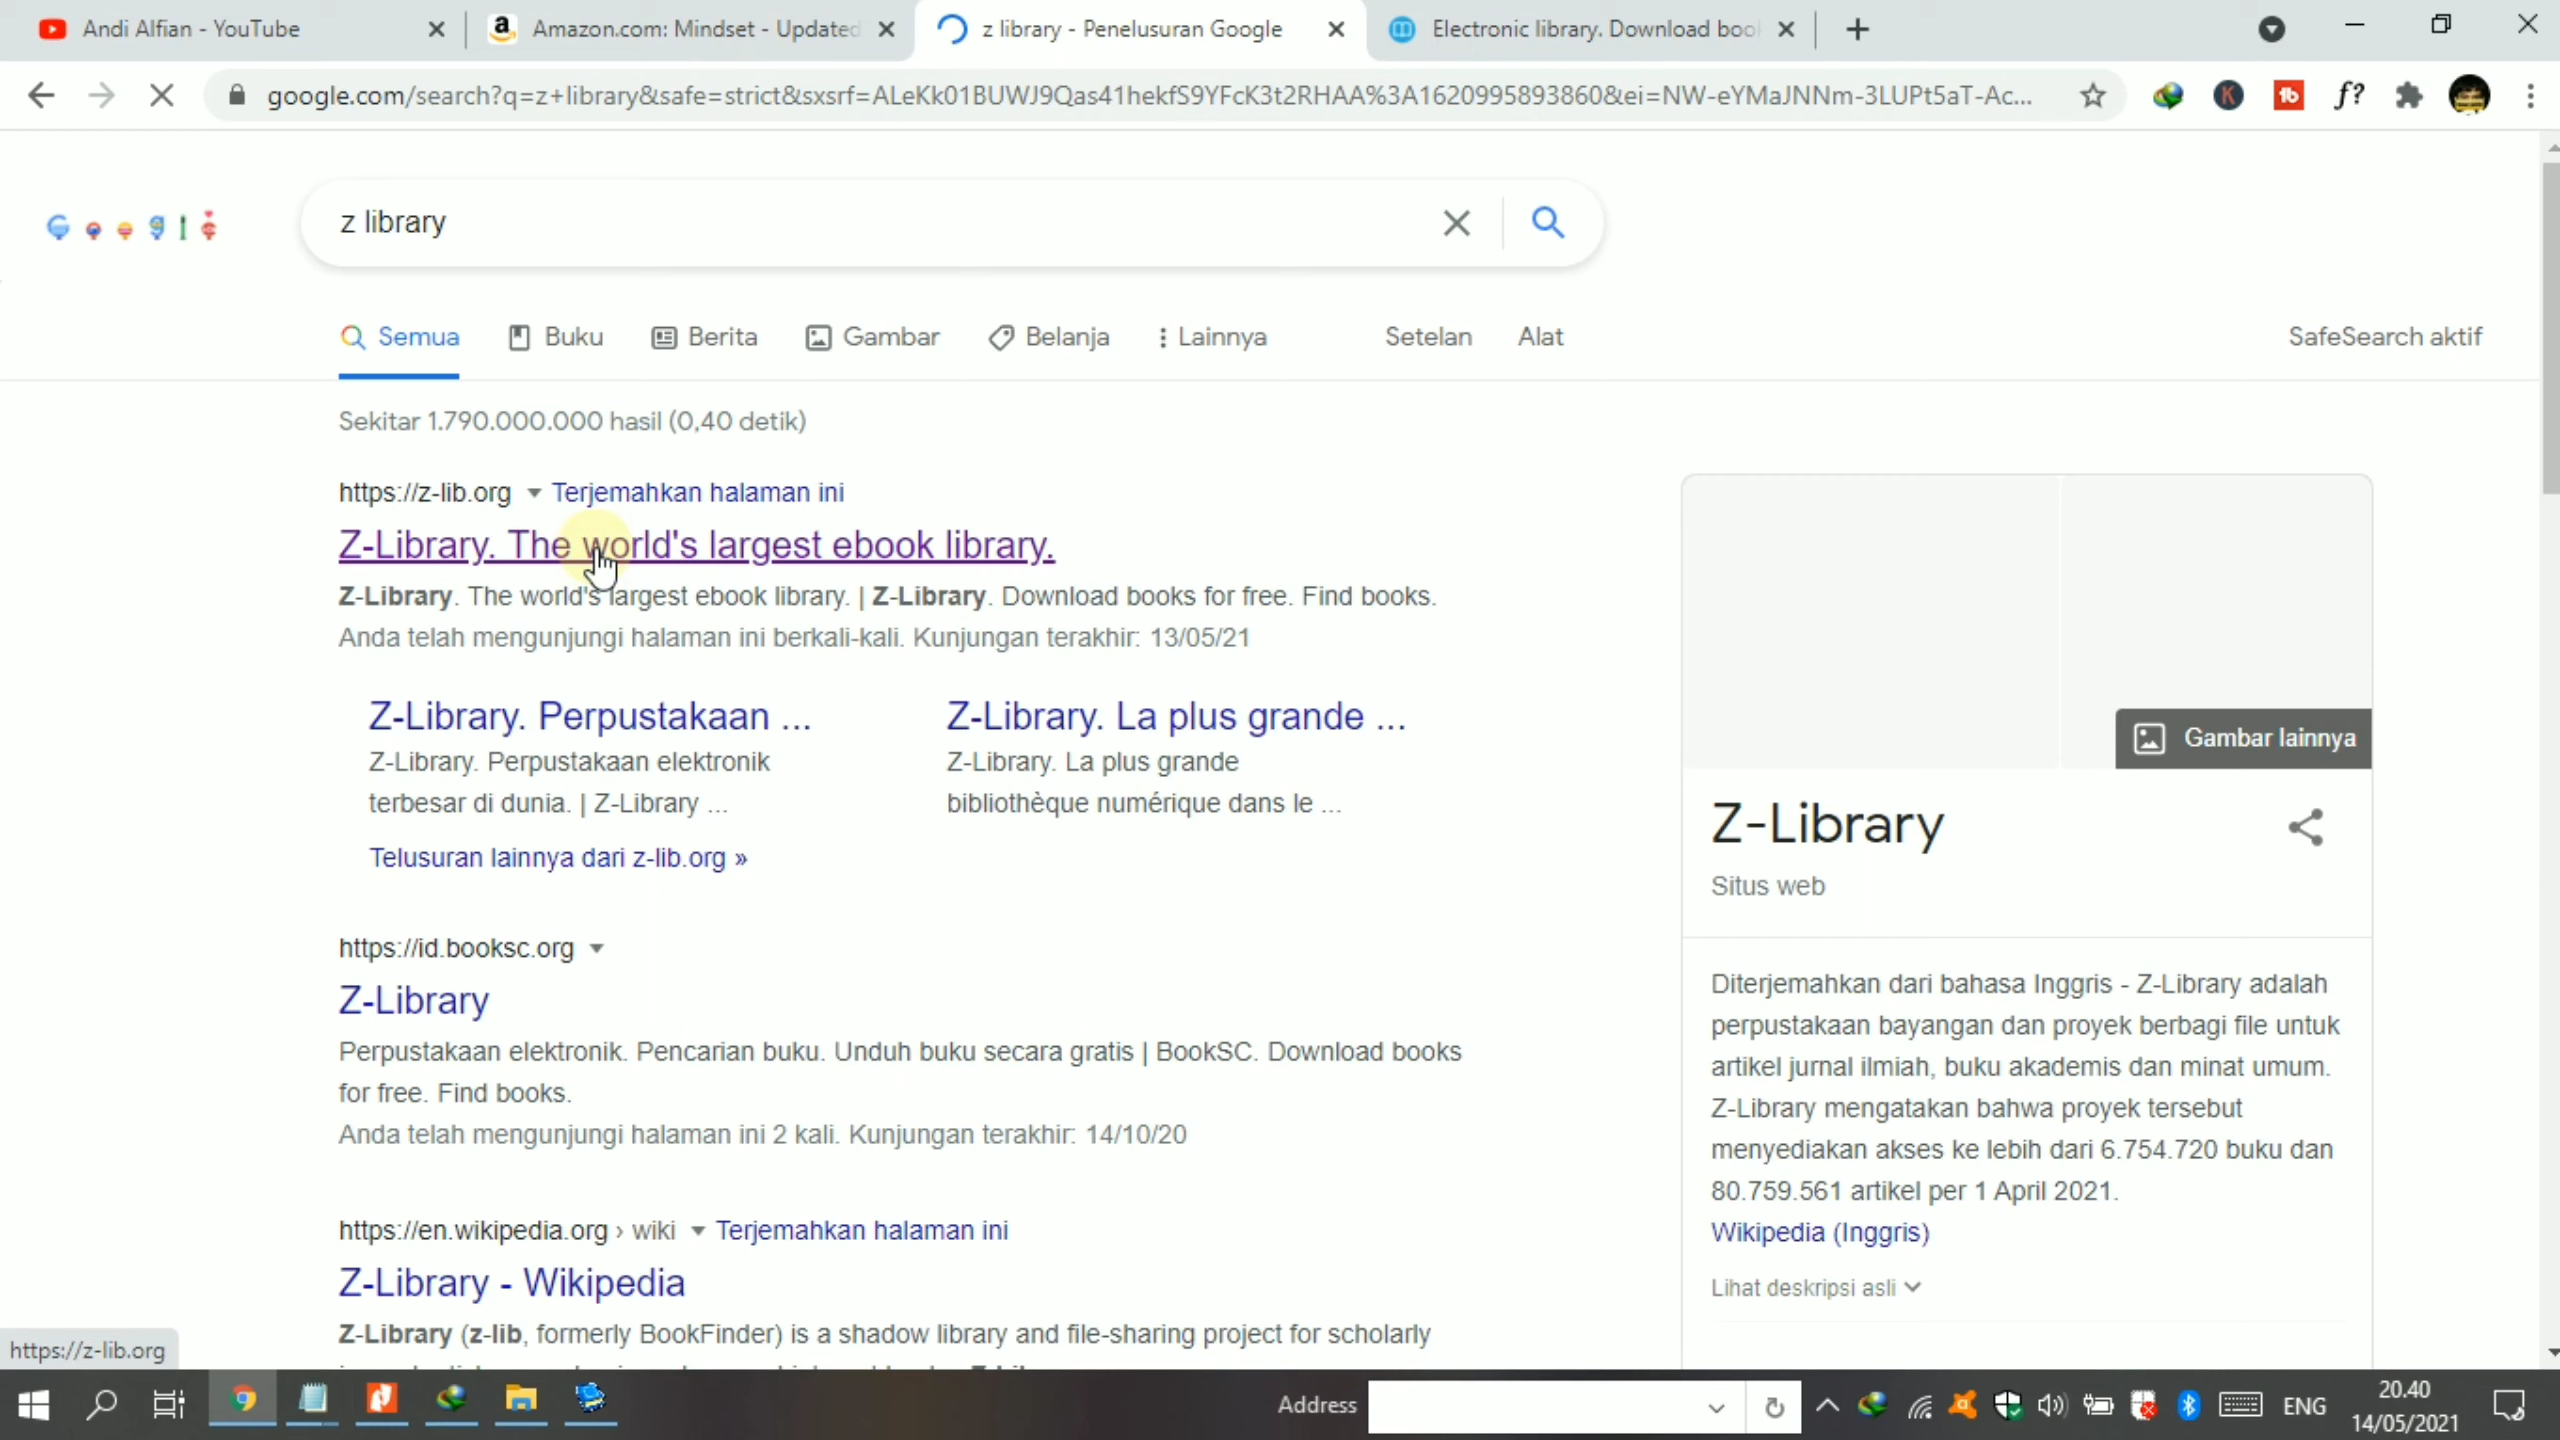 Andi Alfian - YouTube
Amazon.com: Mindset - Updated
z library - Penelusuran Google
Electronic library. Download boo
google.com/search?q=z+library&safe=strict&sxsrf=ALeKk01BUWJ9Qas41hekfS9YFcK3t2RHAA%3A1620995893860&ei=NW-eYMaJNNm-3LUPt5aT-Ac...
Google
z library
Semua
Buku
Berita
Gambar
Belanja
Lainnya
Setelan
Alat
SafeSearch aktif
Sekitar 1.790.000.000 hasil (0,40 detik)
https://z-lib.org Terjemahkan halaman ini
Z-Library. The world's largest ebook library.
Z-Library. The world's largest ebook library. | Z-Library. Download books for free. Find books.
Anda telah mengunjungi halaman ini berkali-kali. Kunjungan terakhir: 13/05/21
Z-Library. Perpustakaan ...
Z-Library. Perpustakaan elektronik
terbesar di dunia. | Z-Library ...
Z-Library. La plus grande ...
Z-Library. La plus grande
bibliothèque numérique dans le ...
Telusuran lainnya dari z-lib.org »
https://id.booksc.org
Z-Library
Perpustakaan elektronik. Pencarian buku. Unduh buku secara gratis | BookSC. Download books
for free. Find books.
Anda telah mengunjungi halaman ini 2 kali. Kunjungan terakhir: 14/10/20
https://en.wikipedia.org › wiki Terjemahkan halaman ini
Z-Library - Wikipedia
Z-Library (z-lib, formerly BookFinder) is a shadow library and file-sharing project for scholarly
Gambar lainnya
Z-Library
Situs web
Diterjemahkan dari bahasa Inggris - Z-Library adalah
perpustakaan bayangan dan proyek berbagi file untuk
artikel jurnal ilmiah, buku akademis dan minat umum.
Z-Library mengatakan bahwa proyek tersebut
menyediakan akses ke lebih dari 6.754.720 buku dan
80.759.561 artikel per 1 April 2021.
Wikipedia (Inggris)
Lihat deskripsi asli
https://z-lib.org
Address
ENG
20.40
14/05/2021